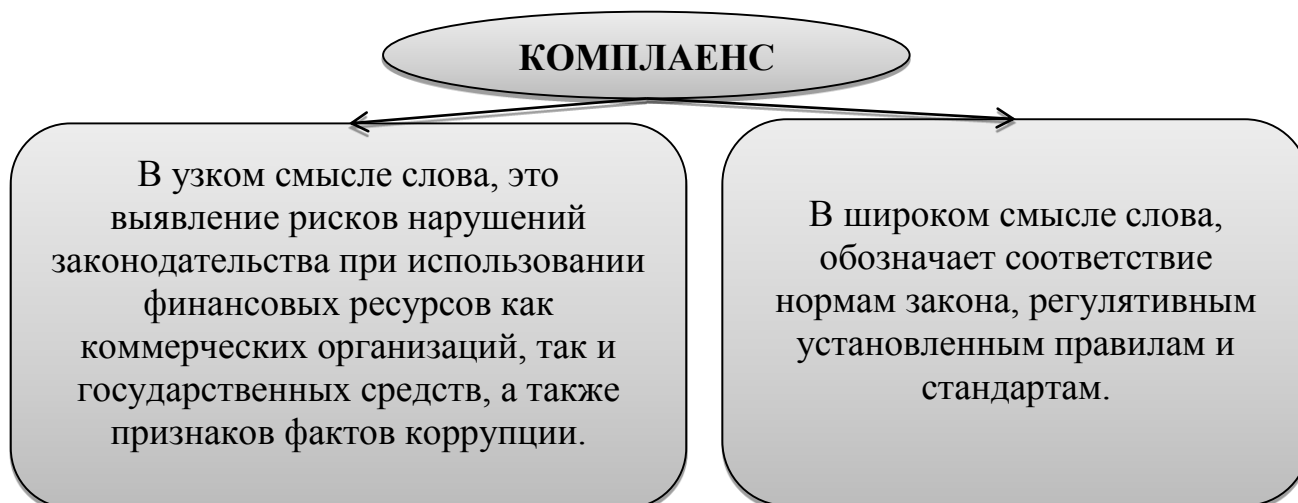 КОМПЛАЕНС
В узком смысле слова, это
выявление рисков нарушений
законодательства при использовании
финансовых ресурсов как
коммерческих организаций, так и
государственных средств, а также
признаков фактов коррупции.
В широком смысле слова,
обозначает соответствие
нормам закона, регулятивным
установленным правилам и
стандартам.